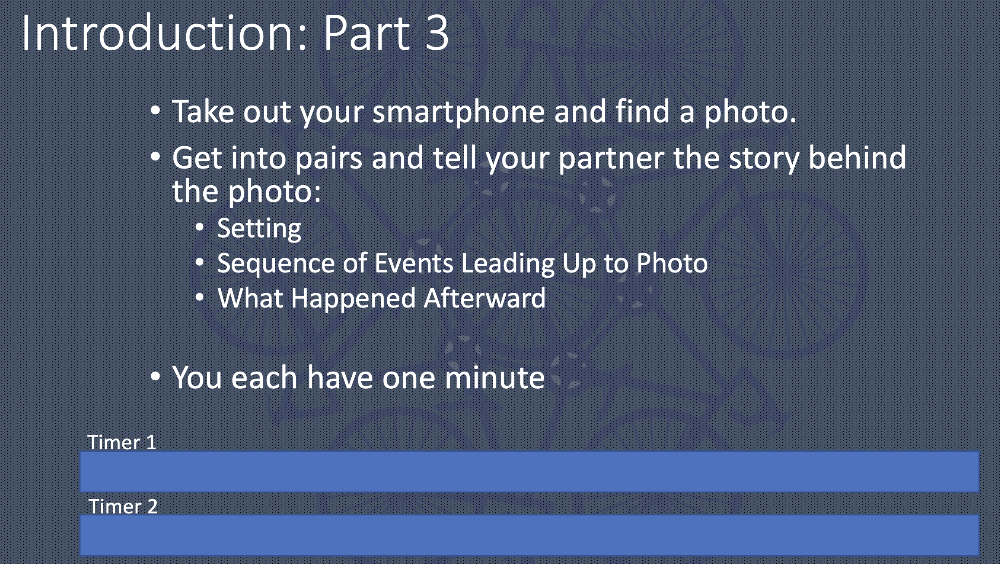 Introduction: Part 3
• Take out your smartphone and find a photo.
• Get into pairs and tell your partner the story behind
the photo:
• Setting
• Sequence of Events Leading Up to Photo
• What Happened Afterward
• You each have one minute
Timer 1
Timer 2